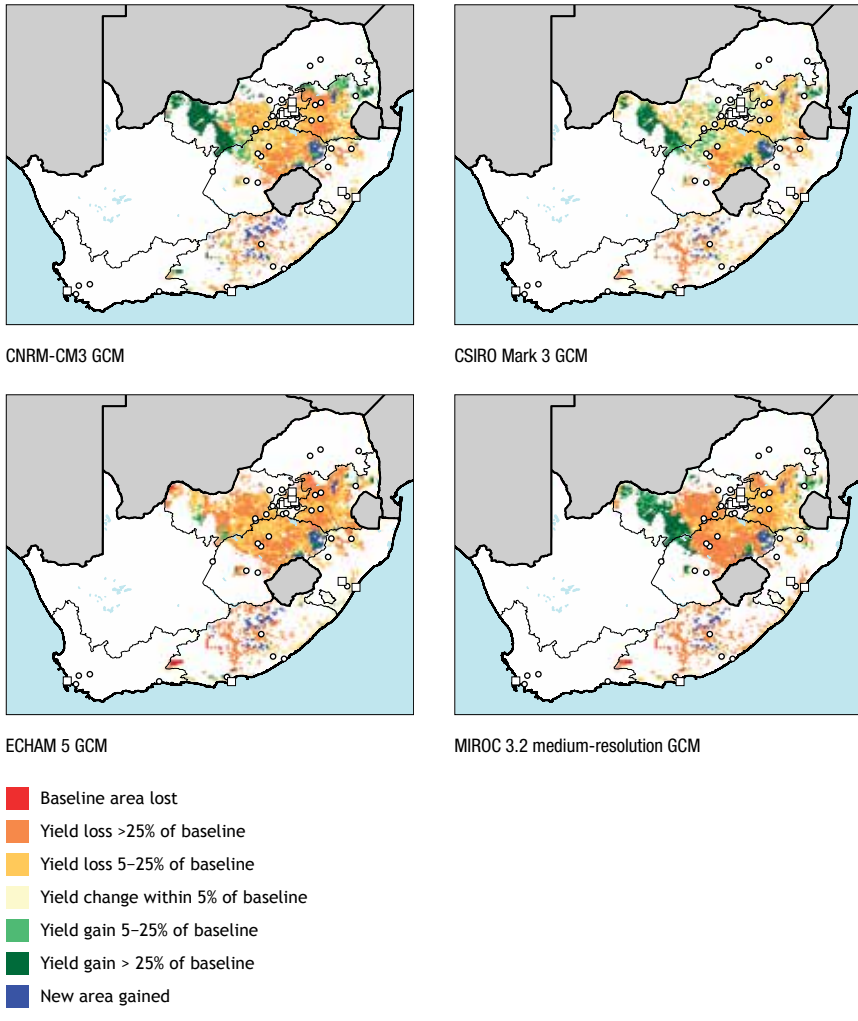 CNRM-CM3 GCM
CSIRO Mark 3 GCM
ECHAM 5 GCM
MIROC 3.2 medium-resolution GCM
Baseline area lost
Yield loss >25% of baseline
Yield loss 5–25% of baseline
Yield change within 5% of baseline
Yield gain 5–25% of baseline
Yield gain > 25% of baseline
New area gained